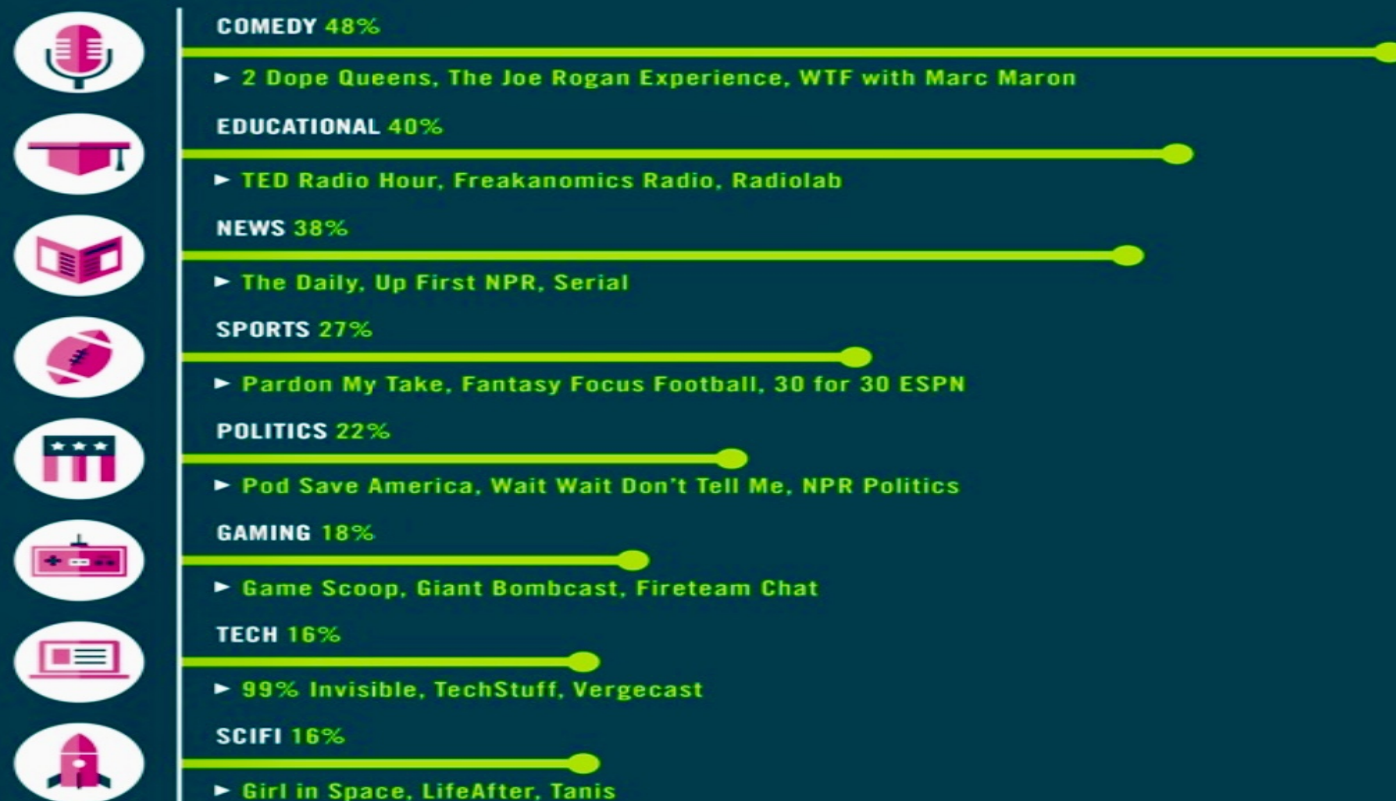 COMEDY 48%
► 2 Dope Queens, The Joe Rogan Experience, WTF with Marc Maron
EDUCATIONAL 40%
► TED Radio Hour, Freakanomics Radio, Radiolab
NEWS 38%
► The Daily, Up First NPR, Serial
SPORTS 27%
► Pardon My Take, Fantasy Focus Football, 30 for 30 ESPN
POLITICS 22%
► Pod Save America, Wait Wait Don't Tell Me, NPR Politics
GAMING 18%
► Game Scoop, Giant Bombcast, Fireteam Chat
TECH 16%
► 99% Invisible, TechStuff, Vergecast
SCIFI 16%
► Girl in Space, LifeAfter, Tanis